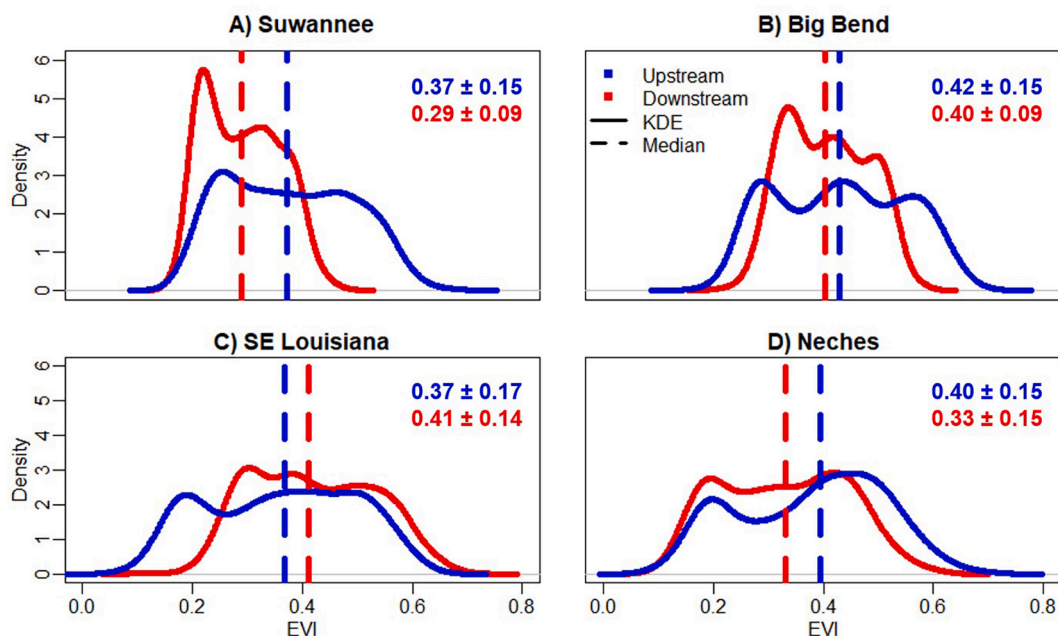 A) Suwannee
B) Big Bend
Density
0 1 2 3 4 5 6
0.37 ± 0.15
0.29 ± 0.09
Upstream
Downstream
KDE
Median
0.42 ± 0.15
0.40 ± 0.09
C) SE Louisiana
D) Neches
Density
0 1 2 3 4 5 6
0.37 ± 0.17
0.41 ± 0.14
0.40 ± 0.15
0.33 ± 0.15
0.0 0.2 0.4 0.6 0.8
EVI
0.0 0.2 0.4 0.6 0.8
EVI